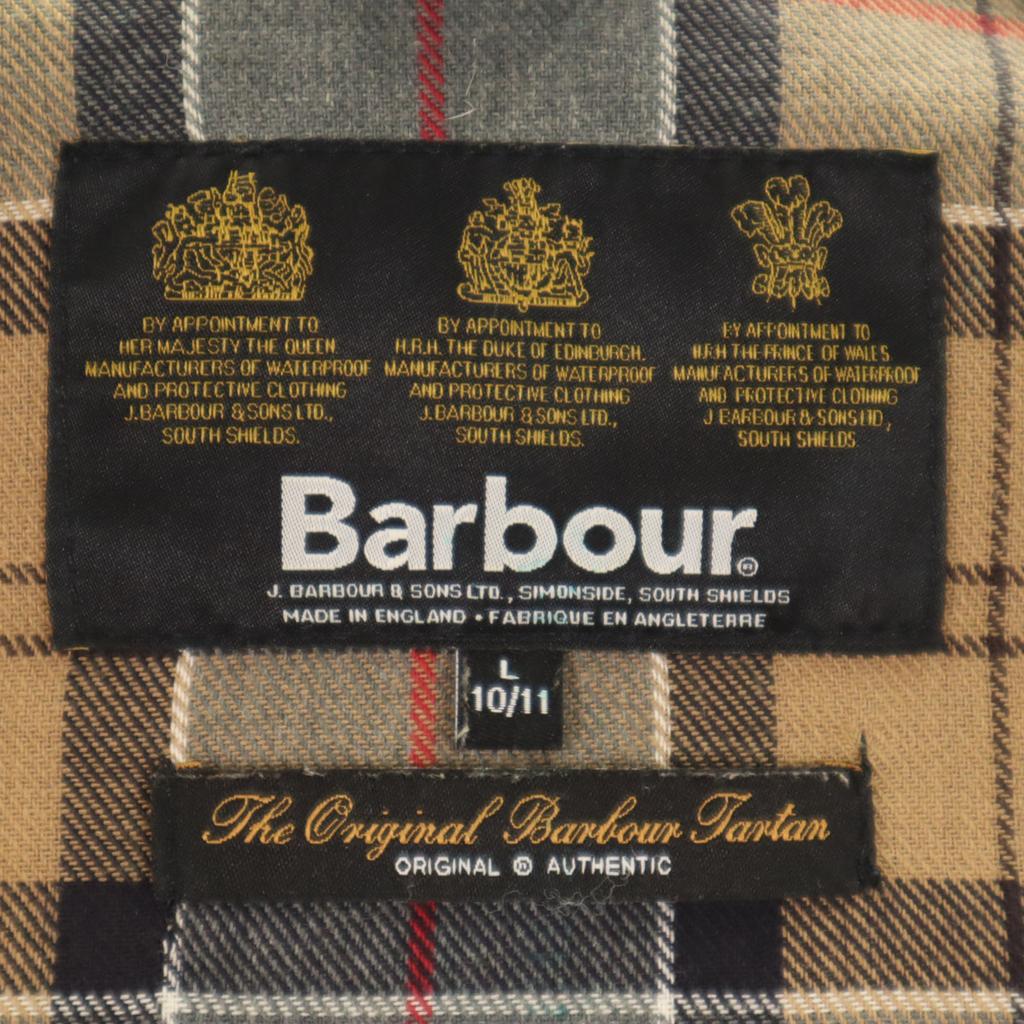 BY APPOINTMENT TO
HER MAJESTY THE QUEEN
MANUFACTURERS OF WATERPROOF
AND PROTECTIVE CLOTHING
J. BARBOUR & SONS LTD.,
SOUTH SHIELDS.
BY APPOINTMENT TO
H.R.H. THE DUKE OF EDINBURGH.
MANUFACTURERS OF WATERPROOF
AND PROTECTIVE CLOTHING
J. BARBOUR & SONS LTD.,
SOUTH SHIELDS.
BY APPOINTMENT TO
H.R.H THE PRINCE OF WALES
MANUFACTURERS OF WATERPROOF
AND PROTECTIVE CLOTHING
J BARBOUR & SONS LTD,
SOUTH SHIELDS
Barbour®
J. BARBOUR & SONS LTD., SIMONSIDE, SOUTH SHIELDS
MADE IN ENGLAND • FABRIQUE EN ANGLETERRE
L
10/11
The Original Barbour Tartan
ORIGINAL ® AUTHENTIC